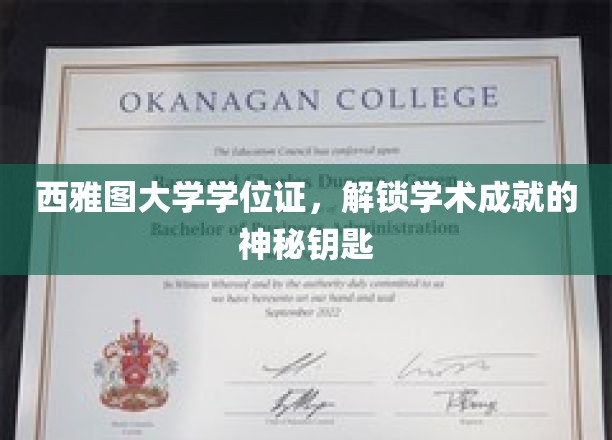 OKANAGAN COLLEGE
The Education Council has conferred upon
西雅图大学学位证，解锁学术成就的
神秘钥匙
Bachelor of Business Administration
In Witness Whereof and by the authority duly committed to us
we have hereunto set our hand and seal
September 2022